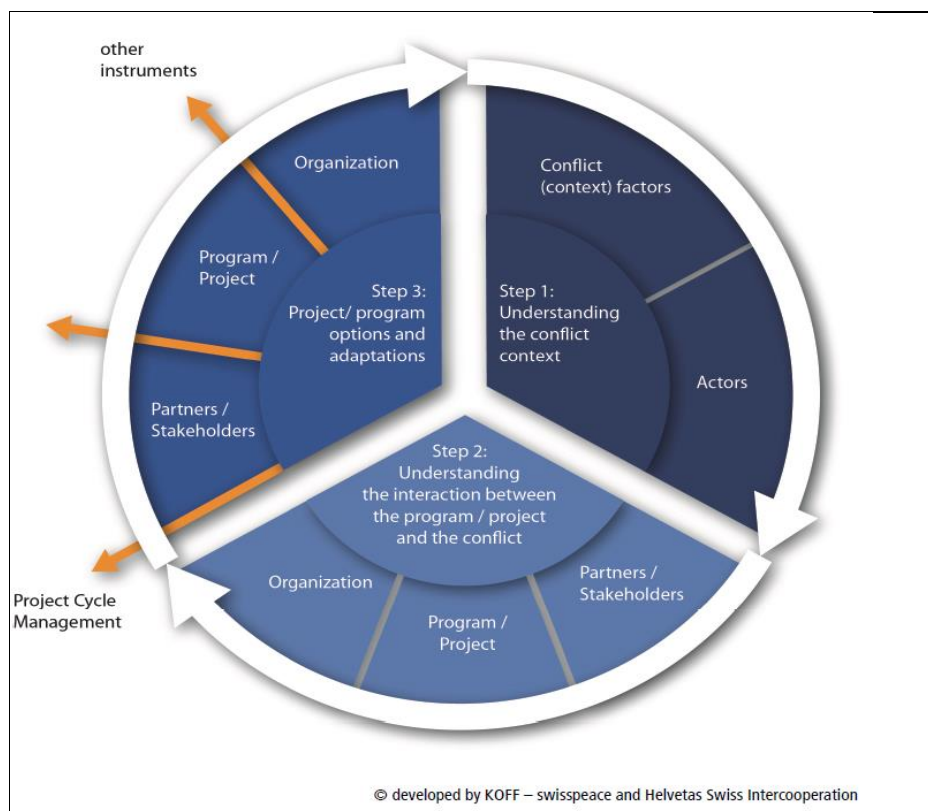 other
instruments
Organization
Program /
Project
Partners /
Stakeholders
Project Cycle
Management
Step 3:
Project/ program
options and
adaptations
Conflict
(context) factors
Step 1:
Understanding
the conflict
context
Actors
Step 2:
Understanding
the interaction between
the program / project
and the conflict
Organization
Program /
Project
Partners /
Stakeholders
© developed by KOFF – swisspeace and Helvetas Swiss Intercooperation